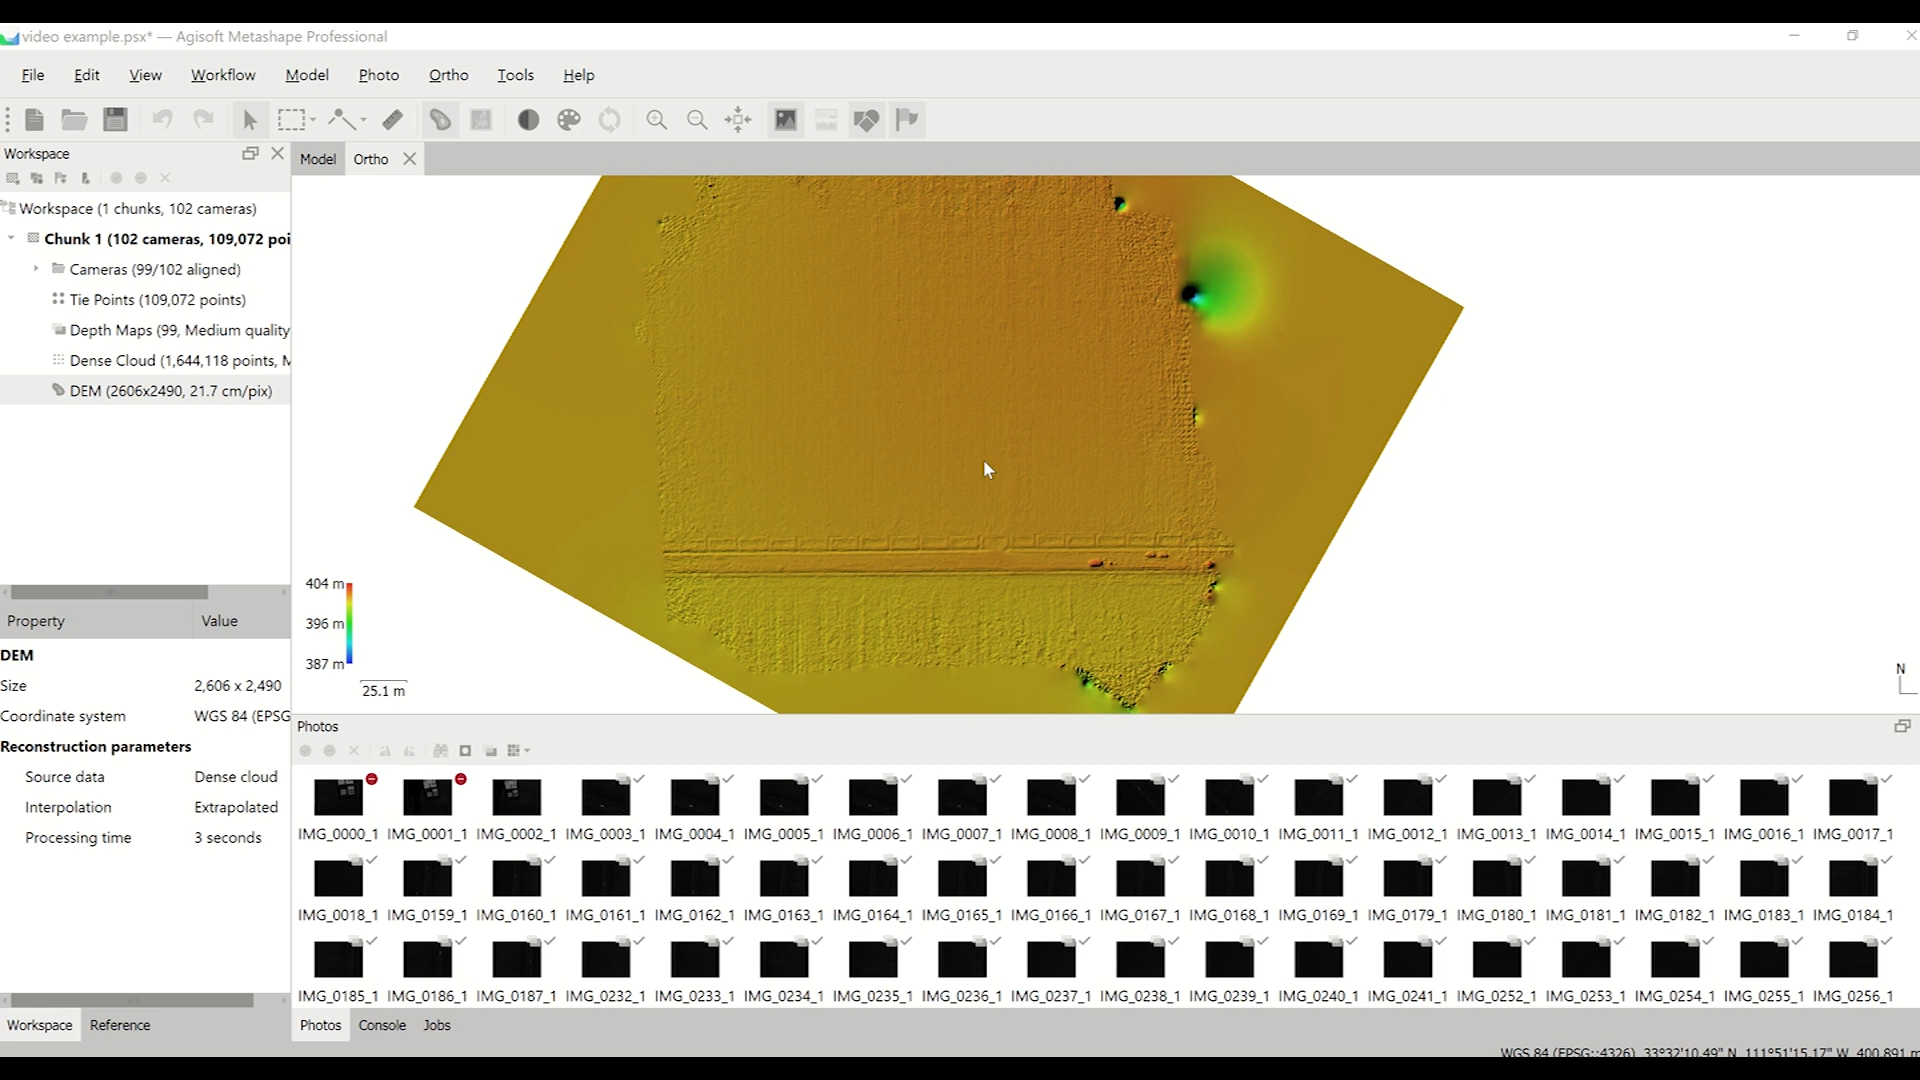 video example.psx* — Agisoft Metashape Professional
File Edit View Workflow Model Photo Ortho Tools Help
Workspace
Model Ortho
Workspace (1 chunks, 102 cameras)
Chunk 1 (102 cameras, 109,072 poi
Cameras (99/102 aligned)
Tie Points (109,072 points)
Depth Maps (99, Medium quality
Dense Cloud (1,644,118 points, M
DEM (2606x2490, 21.7 cm/pix)
404 m
396 m
387 m
25.1 m
N
Property Value
DEM
Size 2,606 x 2,490
Coordinate system WGS 84 (EPSG
Reconstruction parameters
Source data Dense cloud
Interpolation Extrapolated
Processing time 3 seconds
Photos
IMG_0000_1 IMG_0001_1 IMG_0002_1 IMG_0003_1 IMG_0004_1 IMG_0005_1 IMG_0006_1 IMG_0007_1 IMG_0008_1 IMG_0009_1 IMG_0010_1 IMG_0011_1 IMG_0012_1 IMG_0013_1 IMG_0014_1 IMG_0015_1 IMG_0016_1 IMG_0017_1
IMG_0018_1 IMG_0159_1 IMG_0160_1 IMG_0161_1 IMG_0162_1 IMG_0163_1 IMG_0164_1 IMG_0165_1 IMG_0166_1 IMG_0167_1 IMG_0168_1 IMG_0169_1 IMG_0179_1 IMG_0180_1 IMG_0181_1 IMG_0182_1 IMG_0183_1 IMG_0184_1
IMG_0185_1 IMG_0186_1 IMG_0187_1 IMG_0232_1 IMG_0233_1 IMG_0234_1 IMG_0235_1 IMG_0236_1 IMG_0237_1 IMG_0238_1 IMG_0239_1 IMG_0240_1 IMG_0241_1 IMG_0252_1 IMG_0253_1 IMG_0254_1 IMG_0255_1 IMG_0256_1
Workspace Reference
Photos Console Jobs
WGS 84 (EPSG::4326) 33°32'10.49" N 111°51'15.17" W 400.891 m